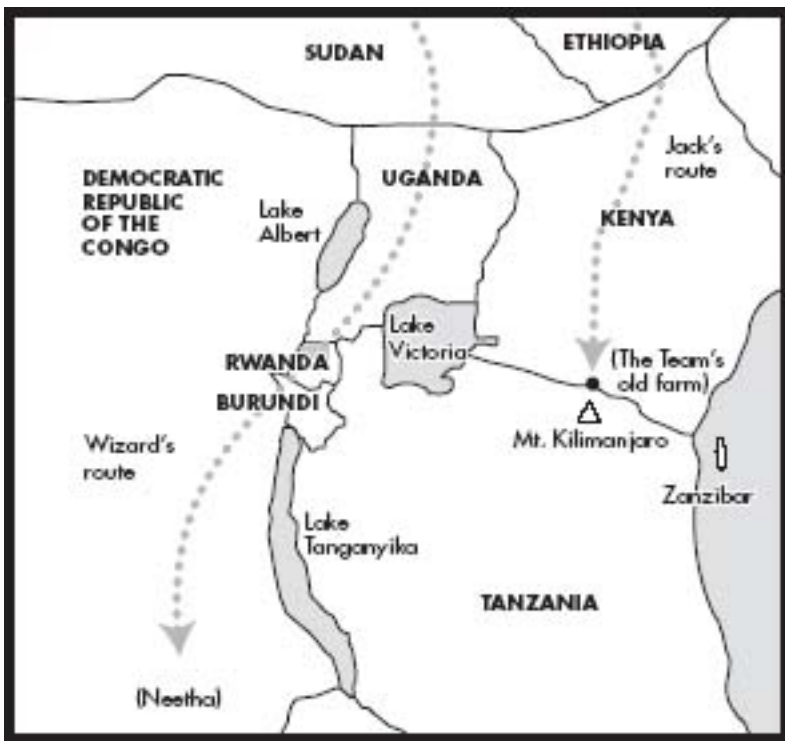 SUDAN
ETHIOPIA
Jack's
route
DEMOCRATIC
REPUBLIC
OF THE
CONGO
UGANDA
Lake
Albert
KENYA
Lake
Victoria
RWANDA
(The Team's
old farm)
BURUNDI
Mt. Kilimanjaro
Wizard's
route
Zanzibar
Lake
Tanganyika
TANZANIA
(Neetha)